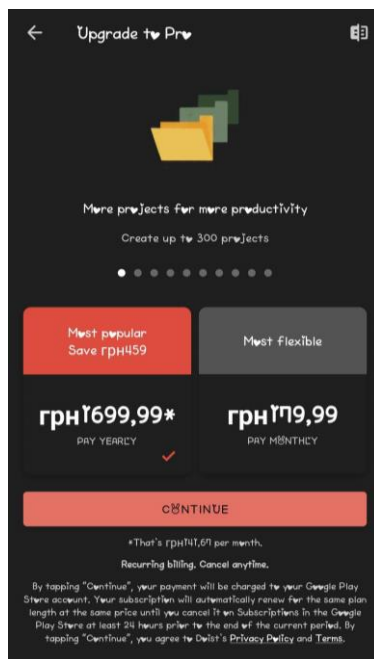 Upgrade to Pro
More projects for more productivity
Create up to 300 projects
Most popular
Save грн459
Most flexible
грн1699,99*
PAY YEARLY
грн179,99
PAY MONTHLY
CONTINUE
*That's грн141,67 per month.
Recurring billing. Cancel anytime.
By tapping "Continue", your payment will be charged to your Google Play
Store account. Your subscription will automatically renew for the same plan
length at the same price until you cancel it on Subscriptions in the Google
Play Store at least 24 hours prior to the end of the current period. By
tapping "Continue", you agree to Doist's Privacy Policy and Terms.